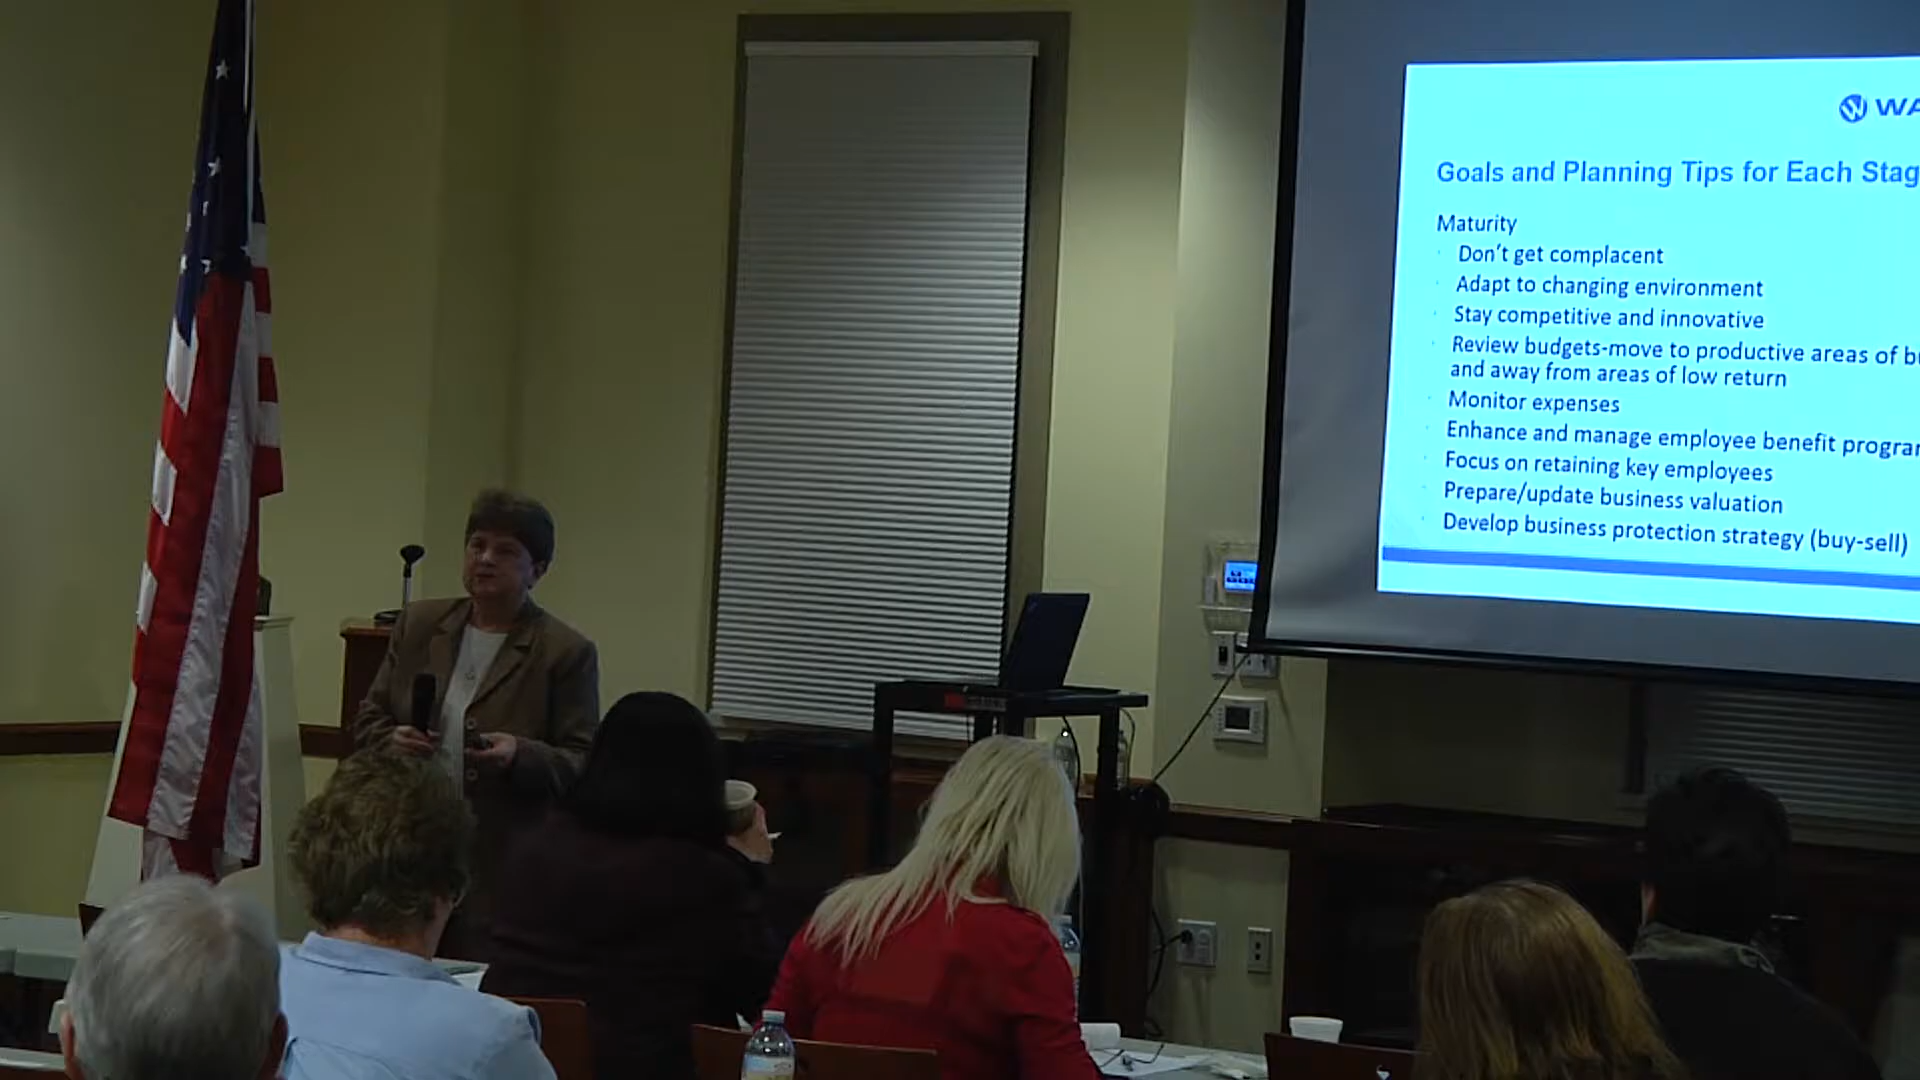 WA
Goals and Planning Tips for Each Stag
Maturity
Don't get complacent
Adapt to changing environment
Stay competitive and innovative
Review budgets-move to productive areas of bu
and away from areas of low return
Monitor expenses
Enhance and manage employee benefit program
Focus on retaining key employees
Prepare/update business valuation
Develop business protection strategy (buy-sell)